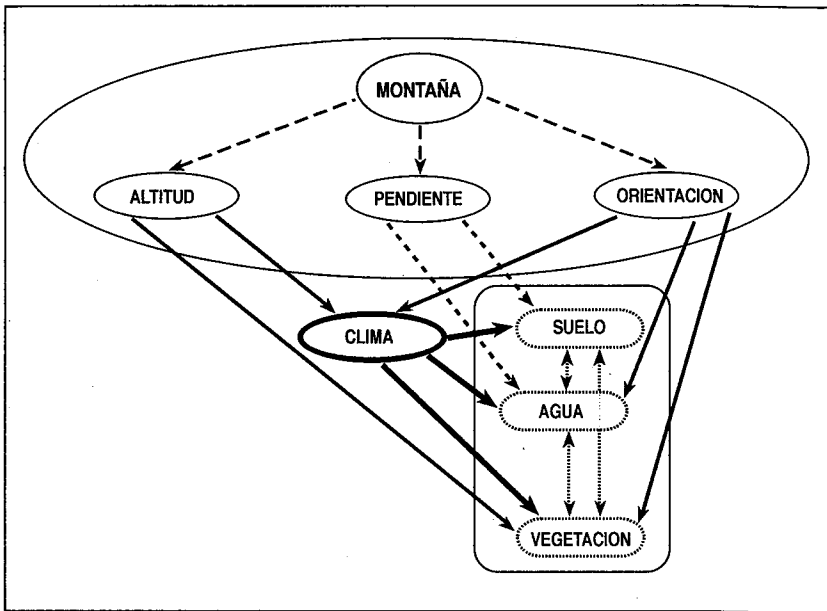 MONTAÑA
ALTITUD
PENDIENTE
ORIENTACION
CLIMA
SUELO
AGUA
VEGETACION